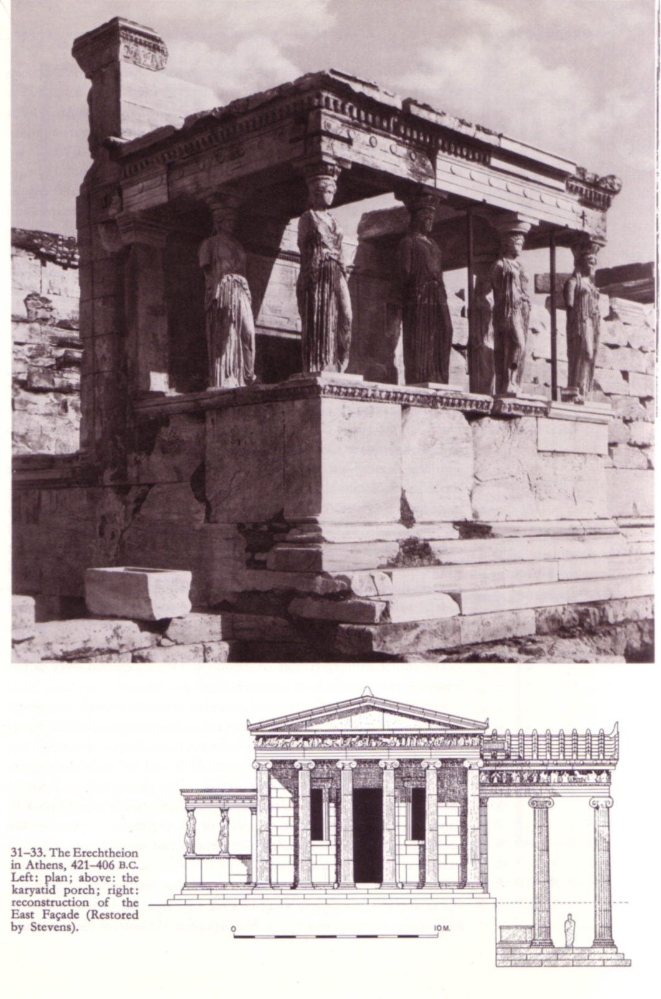 31–33. The Erechtheion
in Athens, 421–406 B.C.
Left: plan; above: the
karyatid porch; right:
reconstruction of the
East Façade (Restored
by Stevens).
0 10 M.